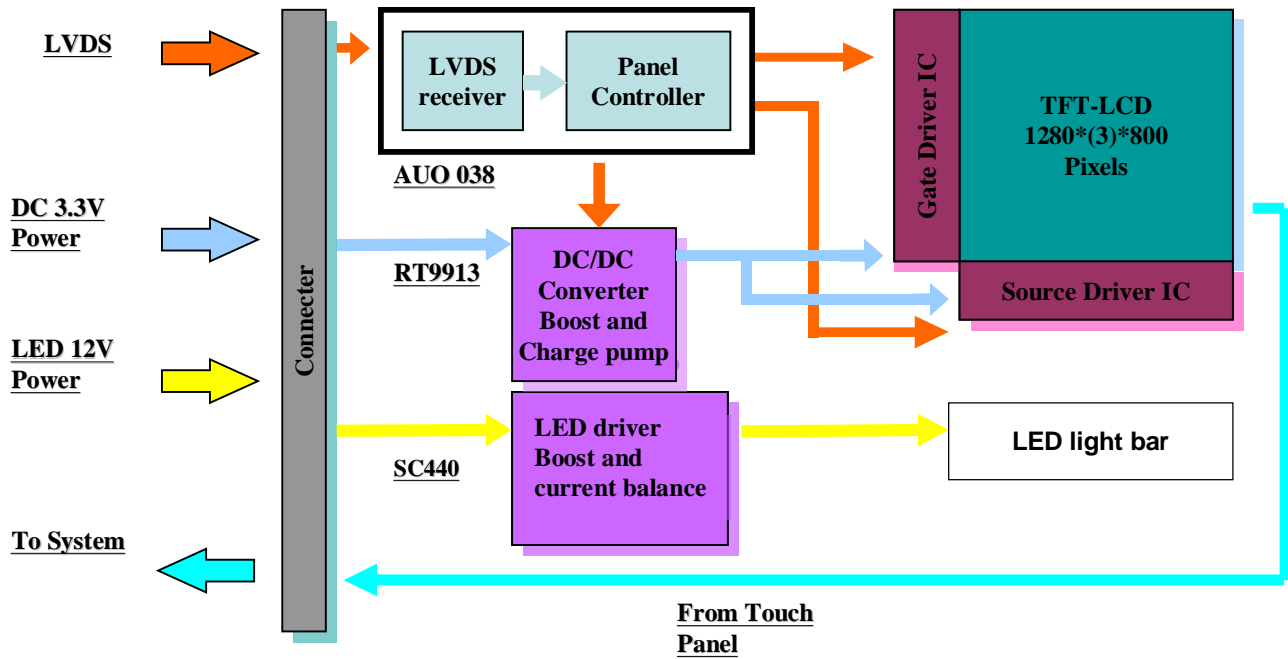 LVDS
DC 3.3V
Power
LED 12V
Power
To System
Connecter
LVDS
receiver
Panel
Controller
AUO 038
RT9913
DC/DC
Converter
Boost and
Charge pump
SC440
LED driver
Boost and
current balance
Gate Driver IC
TFT-LCD
1280*(3)*800
Pixels
Source Driver IC
LED light bar
From Touch
Panel